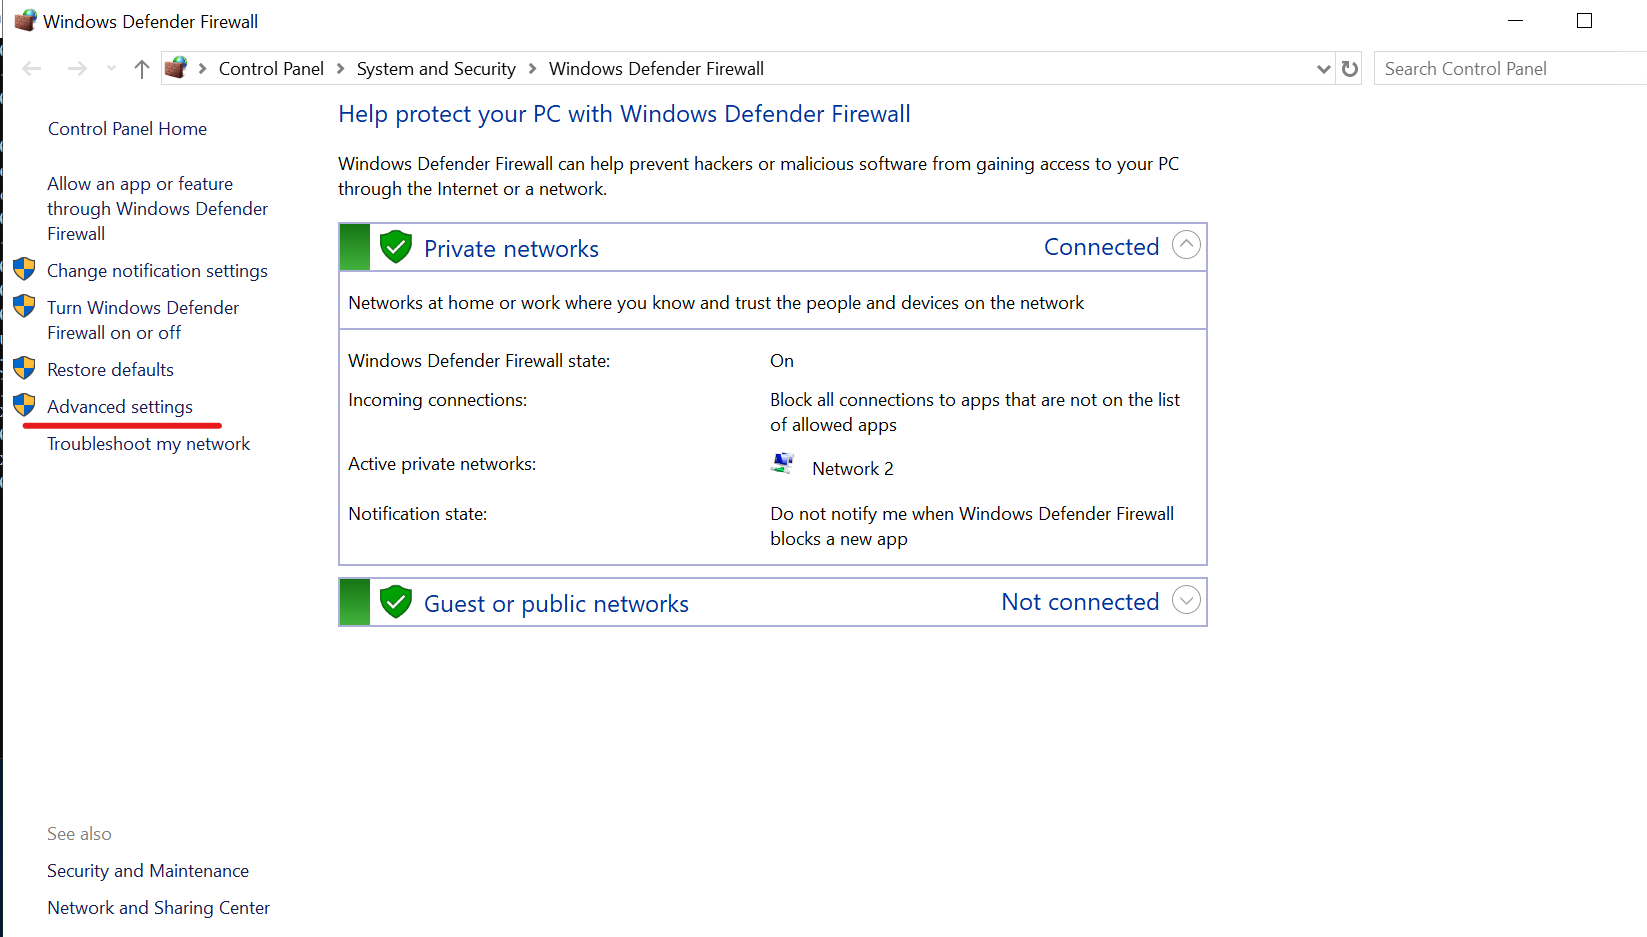 Windows Defender Firewall
Control Panel
System and Security
Windows Defender Firewall
Search Control Panel
Control Panel Home
Allow an app or feature
through Windows Defender
Firewall
Change notification settings
Turn Windows Defender
Firewall on or off
Restore defaults
Advanced settings
Troubleshoot my network
See also
Security and Maintenance
Network and Sharing Center
Help protect your PC with Windows Defender Firewall
Windows Defender Firewall can help prevent hackers or malicious software from gaining access to your PC
through the Internet or a network.
Private networks
Connected
Networks at home or work where you know and trust the people and devices on the network
Windows Defender Firewall state:
On
Incoming connections:
Block all connections to apps that are not on the list
of allowed apps
Active private networks:
Network 2
Notification state:
Do not notify me when Windows Defender Firewall
blocks a new app
Guest or public networks
Not connected